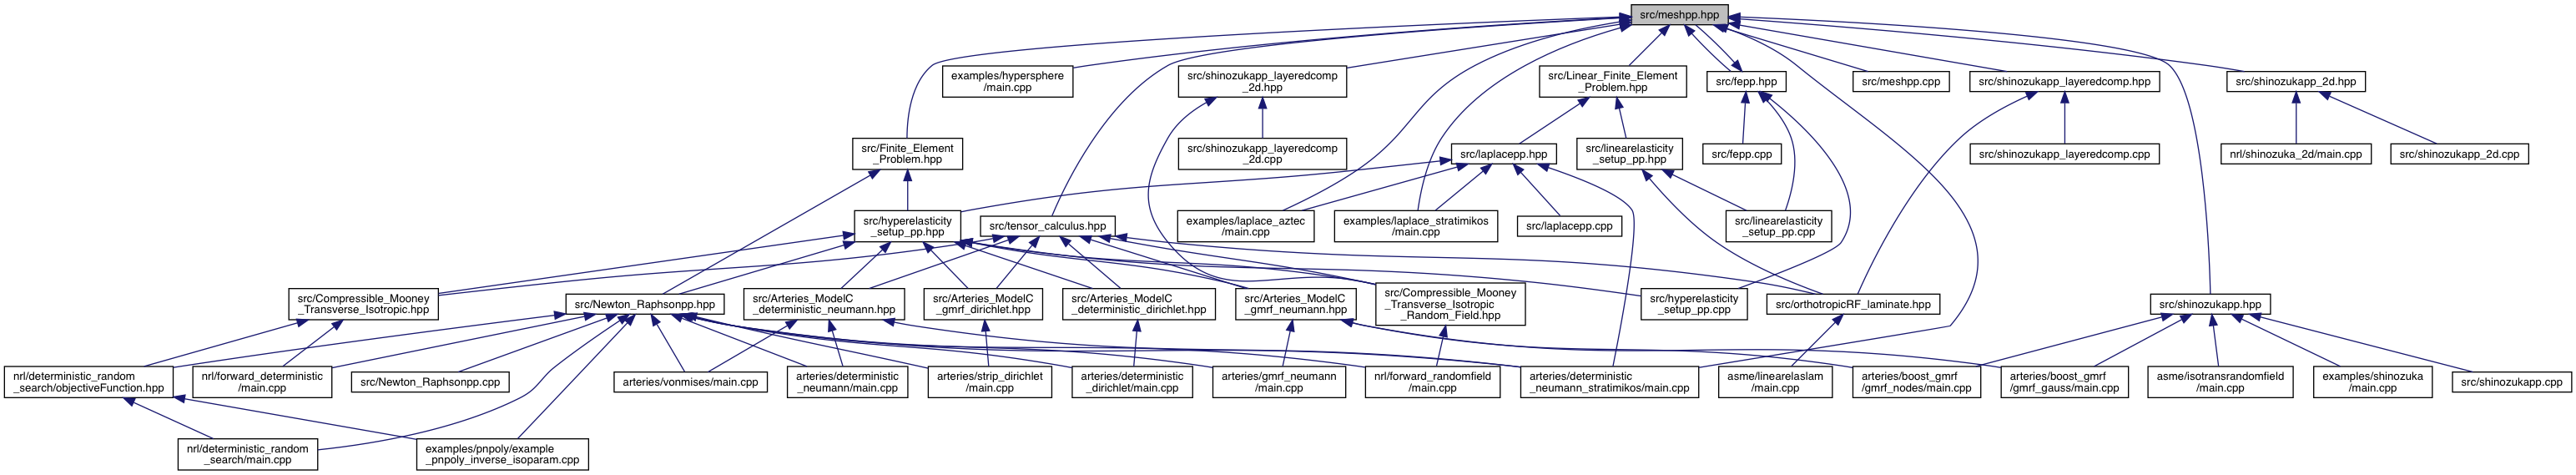 src/meshpp.hpp
examples/hypersphere
/main.cpp
src/shinozukapp_layeredcomp
_2d.hpp
src/Linear_Finite_Element
_Problem.hpp
src/fepp.hpp
src/meshpp.cpp
src/shinozukapp_layeredcomp.hpp
src/shinozukapp_2d.hpp
src/Finite_Element
_Problem.hpp
src/shinozukapp_layeredcomp
_2d.cpp
src/laplacepp.hpp
src/linearelasticity
_setup_pp.hpp
src/fepp.cpp
src/shinozukapp_layeredcomp.cpp
nrl/shinozuka_2d/main.cpp
src/shinozukapp_2d.cpp
src/hyperelasticity
_setup_pp.hpp
src/tensor_calculus.hpp
examples/laplace_aztec
/main.cpp
examples/laplace_stratimikos
/main.cpp
src/laplacepp.cpp
src/linearelasticity
_setup_pp.cpp
src/Compressible_Mooney
_Transverse_Isotropic.hpp
src/Newton_Raphsonpp.hpp
src/Arteries_ModelC
_deterministic_neumann.hpp
src/Arteries_ModelC
_gmrf_dirichlet.hpp
src/Arteries_ModelC
_deterministic_dirichlet.hpp
src/Arteries_ModelC
_gmrf_neumann.hpp
src/Compressible_Mooney
_Transverse_Isotropic
_Random_Field.hpp
src/hyperelasticity
_setup_pp.cpp
src/orthotropicRF_laminate.hpp
src/shinozukapp.hpp
nrl/deterministic_random
_search/objectiveFunction.hpp
nrl/forward_deterministic
/main.cpp
src/Newton_Raphsonpp.cpp
arteries/vonmises/main.cpp
arteries/deterministic
_neumann/main.cpp
arteries/strip_dirichlet
/main.cpp
arteries/deterministic
_dirichlet/main.cpp
arteries/gmrf_neumann
/main.cpp
nrl/forward_randomfield
/main.cpp
arteries/deterministic
_neumann_stratimikos/main.cpp
asme/linearelaslam
/main.cpp
arteries/boost_gmrf
/gmrf_nodes/main.cpp
arteries/boost_gmrf
/gmrf_gauss/main.cpp
asme/isotransrandomfield
/main.cpp
examples/shinozuka
/main.cpp
src/shinozukapp.cpp
nrl/deterministic_random
_search/main.cpp
examples/pnpoly/example
_pnpoly_inverse_isoparam.cpp